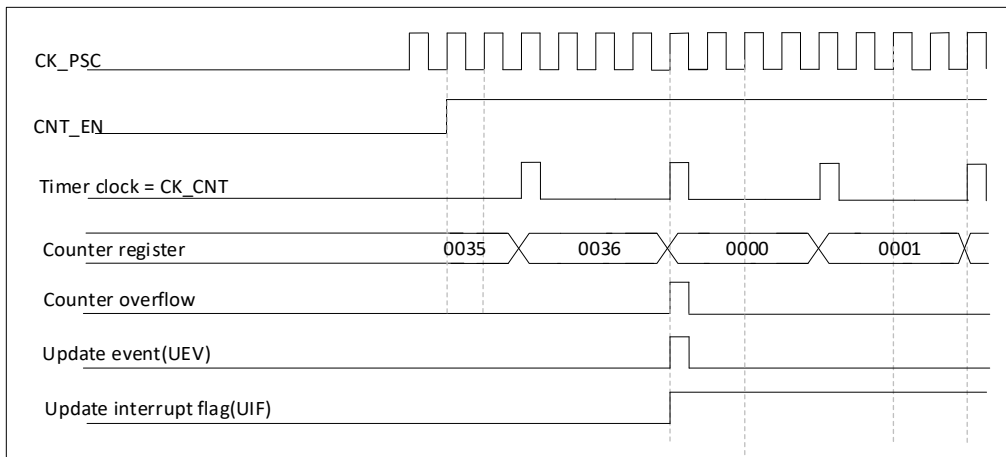 CK_PSC
CNT_EN
Timer clock = CK_CNT
Counter register 0035 0036 0000 0001
Counter overflow
Update event(UEV)
Update interrupt flag(UIF)